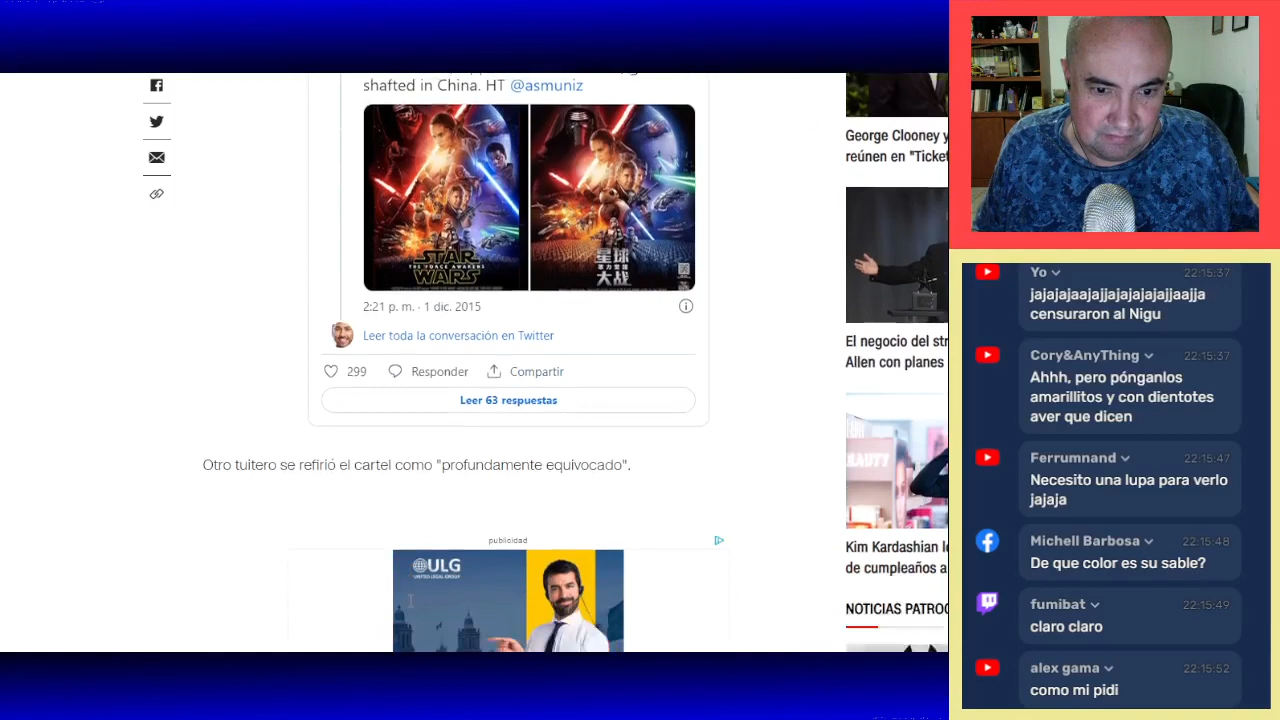 shafted in China. HT @asmuniz
STAR
THE FORCE AWAKENS
WARS
星球
大战
2:21 p. m. · 1 dic. 2015
Leer toda la conversación en Twitter
299 Responder Compartir
Leer 63 respuestas
Otro tuitero se refirió el cartel como "profundamente equivocado".
publicidad
ULG
UNITED LEGAL GROUP
George Clooney y
reúnen en "Ticket
El negocio del str
Allen con planes
BEAUTY
Kim Kardashian l
de cumpleaños a
NOTICIAS PATROC
Yo 22:15:37
jajajajaajajjajajajajajjaajja
censuraron al Nigu
Cory&AnyThing 22:15:37
Ahhh, pero pónganlos
amarillitos y con dientotes
aver que dicen
Ferrumnand 22:15:47
Necesito una lupa para verlo
jajaja
Michell Barbosa 22:15:48
De que color es su sable?
fumibat 22:15:49
claro claro
alex gama 22:15:52
como mi pidi